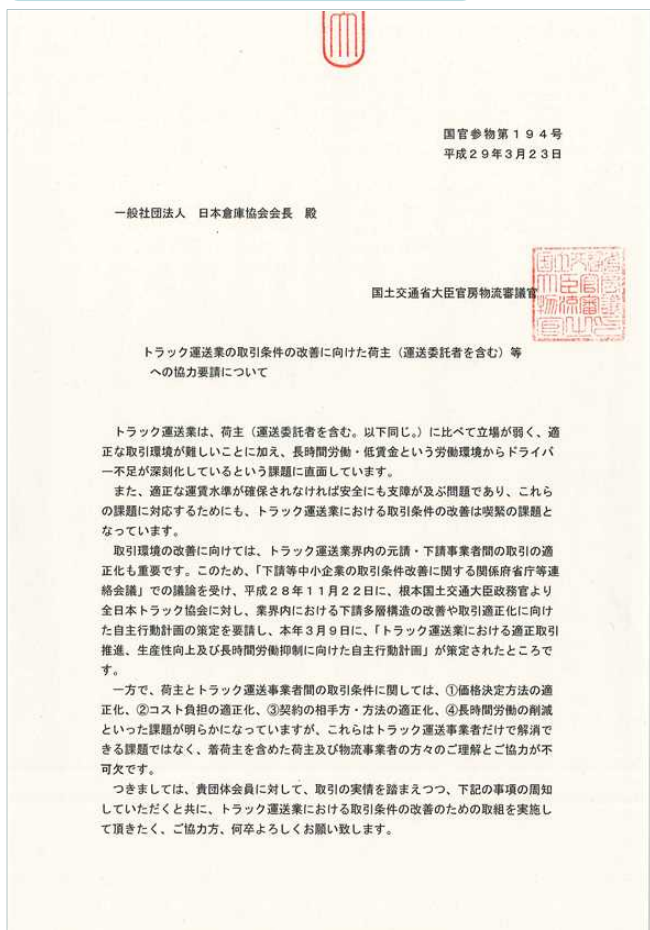 国官参物第194号
平成29年3月23日
一般社団法人 日本倉庫協会会長 殿
国土交通省大臣官房物流審議官
トラック運送業の取引条件の改善に向けた荷主(運送委託者を含む)等
への協力要請について
トラック運送業は、荷主(運送委託者を含む。以下同じ。)に比べて立場が弱く、適
正な取引環境が難しいことに加え、長時間労働・低賃金という労働環境からドライバ
ー不足が深刻化しているという課題に直面しています。
また、適正な運賃水準が確保されなければ安全にも支障が及ぶ問題であり、これら
の課題に対応するためにも、トラック運送業における取引条件の改善は喫緊の課題と
なっています。
取引環境の改善に向けては、トラック運送業界内の元請・下請事業者間の取引の適
正化も重要です。このため、「下請等中小企業の取引条件改善に関する関係府省庁等連
絡会議」での議論を受け、平成28年11月22日に、根本国土交通大臣政務官より
全日本トラック協会に対し、業界内における下請多層構造の改善や取引適正化に向け
た自主行動計画の策定を要請し、本年3月9日に、「トラック運送業における適正取引
推進、生産性向上及び長時間労働抑制に向けた自主行動計画」が策定されたところで
す。
一方で、荷主とトラック運送事業者間の取引条件に関しては、①価格決定方法の適
正化、②コスト負担の適正化、③契約の相手方・方法の適正化、④長時間労働の削減
といった課題が明らかになっていますが、これらはトラック運送事業者だけで解消で
きる課題ではなく、着荷主を含めた荷主及び物流事業者の方々のご理解とご協力が不
可欠です。
つきましては、貴団体会員に対して、取引の実情を踏まえつつ、下記の事項の周知
していただくと共に、トラック運送業における取引条件の改善のための取組を実施し
て頂きたく、ご協力方、何卒よろしくお願い致します。